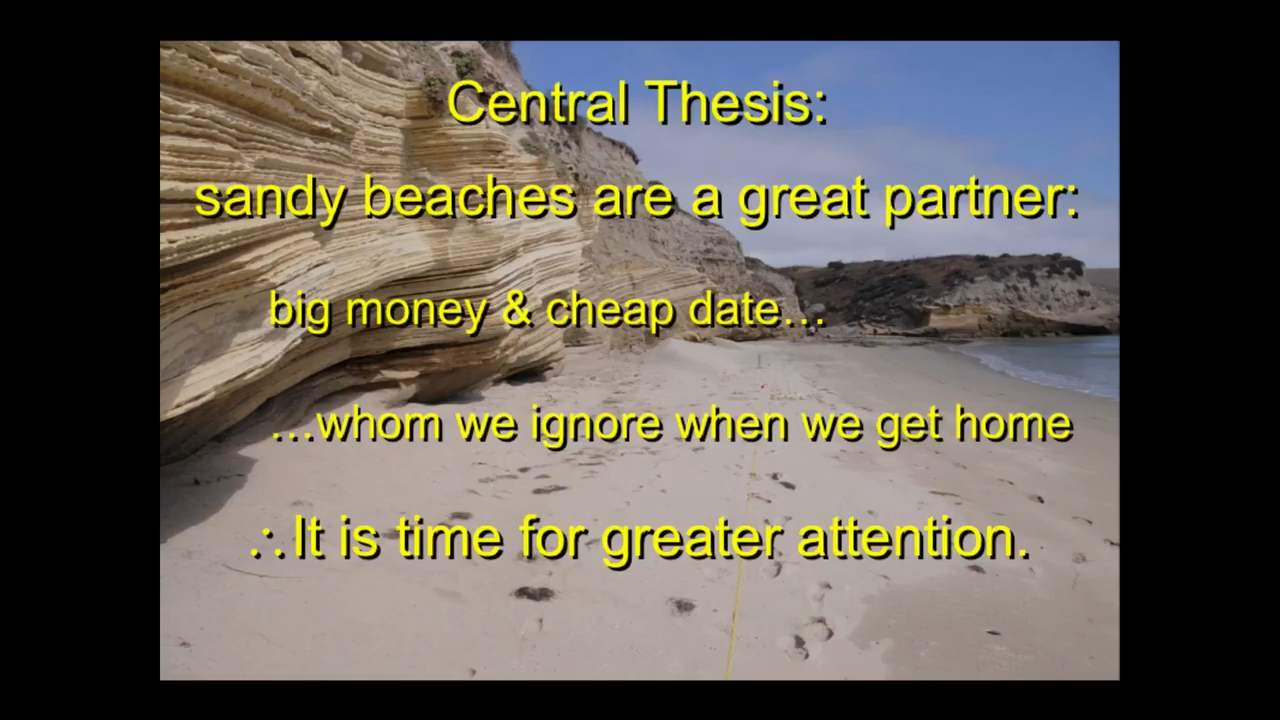 Central Thesis:
sandy beaches are a great partner:
big money & cheap date…
…whom we ignore when we get home
∴It is time for greater attention.